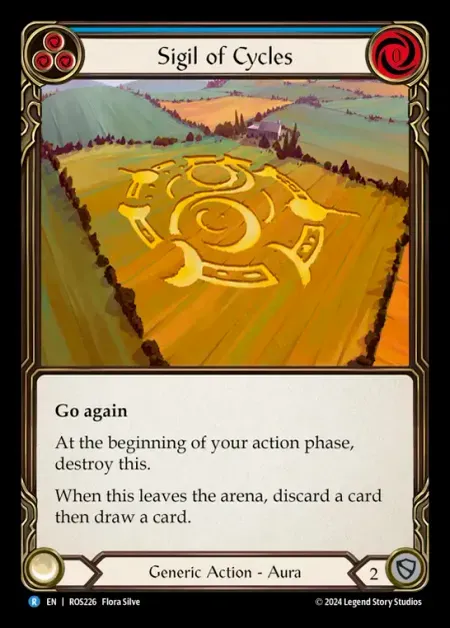 Sigil of Cycles
0
Go again
At the beginning of your action phase,
destroy this.
When this leaves the arena, discard a card
then draw a card.
Generic Action - Aura
2
R EN | ROS226 Flora Silve
© 2024 Legend Story Studios